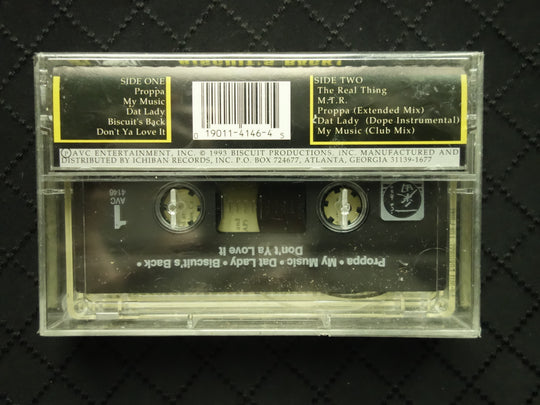 SIDE ONE
Proppa
My Music
Dat Lady
Biscuit's Back
Don't Ya Love It
0 19011-4146-4 5
SIDE TWO
The Real Thing
M.T.R.
Proppa (Extended Mix)
Dat Lady (Dope Instrumental)
My Music (Club Mix)
℗AVC ENTERTAINMENT, INC. © 1993 BISCUIT PRODUCTIONS, INC. MANUFACTURED AND
DISTRIBUTED BY ICHIBAN RECORDS, INC. P.O. BOX 724677, ATLANTA, GEORGIA 31139-1677
1
AVC
4146
Proppa • My Music • Dat Lady • Biscuit's Back •
Don't Ya Love It